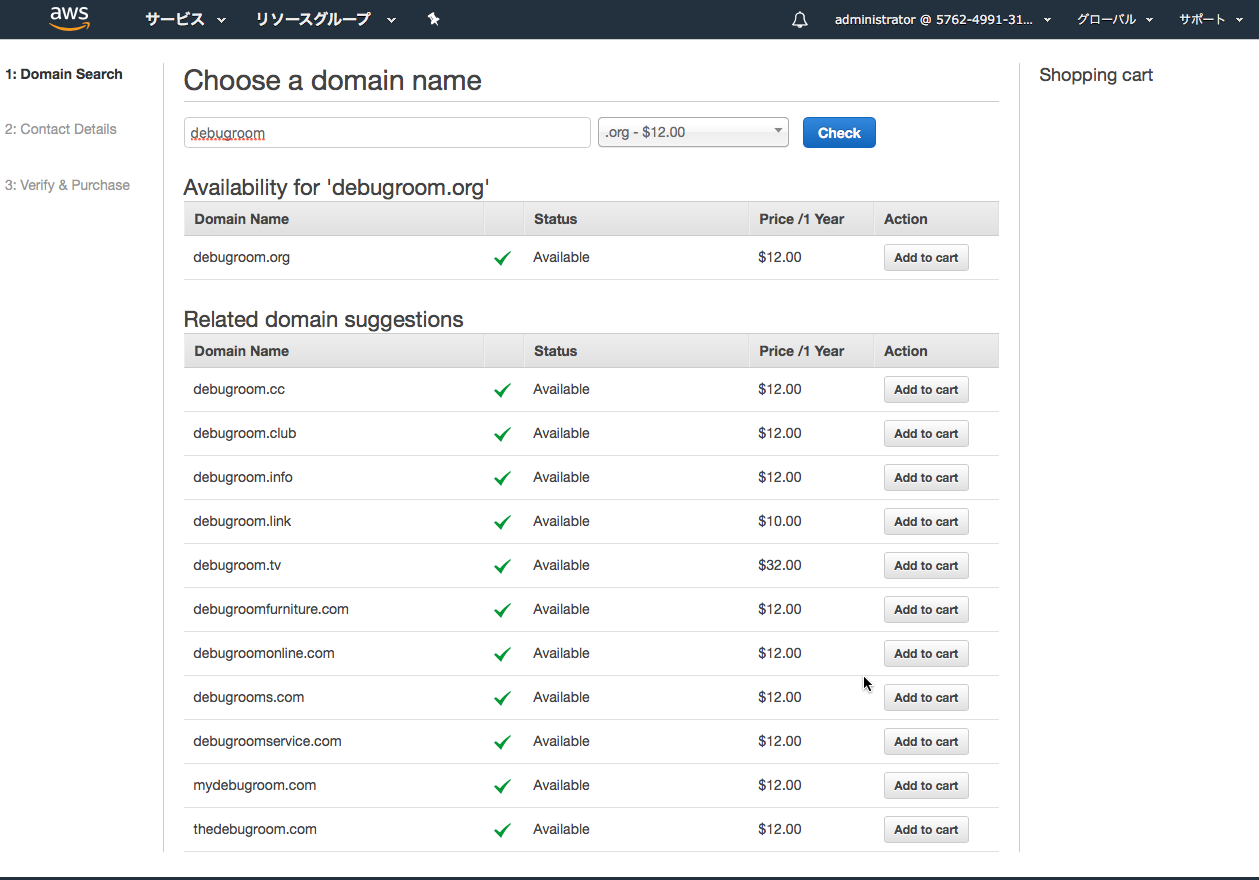 aws サービス リソースグループ administrator @ 5762-4991-31... グローバル サポート
1: Domain Search
2: Contact Details
3: Verify & Purchase
Choose a domain name
debugroom .org - $12.00 Check
Availability for 'debugroom.org'
Domain Name Status Price /1 Year Action
debugroom.org Available $12.00 Add to cart
Related domain suggestions
Domain Name Status Price /1 Year Action
debugroom.cc Available $12.00 Add to cart
debugroom.club Available $12.00 Add to cart
debugroom.info Available $12.00 Add to cart
debugroom.link Available $10.00 Add to cart
debugroom.tv Available $32.00 Add to cart
debugroomfurniture.com Available $12.00 Add to cart
debugroomonline.com Available $12.00 Add to cart
debugrooms.com Available $12.00 Add to cart
debugroomservice.com Available $12.00 Add to cart
mydebugroom.com Available $12.00 Add to cart
thedebugroom.com Available $12.00 Add to cart
Shopping cart